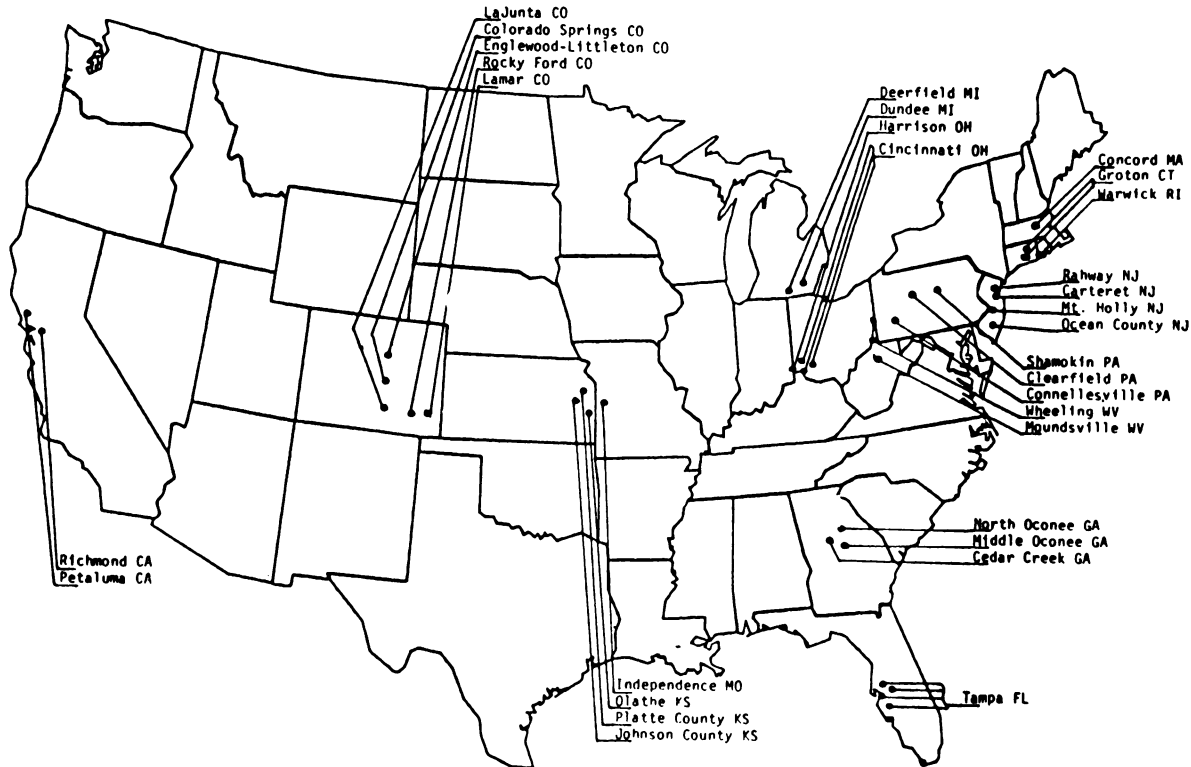 LaJunta CO
Colorado Springs CO
Englewood-Littleton CO
Rocky Ford CO
Lamar CO
Deerfield MI
Dundee MI
Harrison OH
Cincinnati OH
Concord MA
Groton CT
Warwick RI
Rahway NJ
Carteret NJ
Mt. Holly NJ
Ocean County NJ
Shamokin PA
Clearfield PA
Connellesville PA
Wheeling WV
Moundsville WV
North Oconee GA
Middle Oconee GA
Cedar Creek GA
Richmond CA
Petaluma CA
Independence MO
Olathe KS
Platte County KS
Johnson County KS
Tampa FL